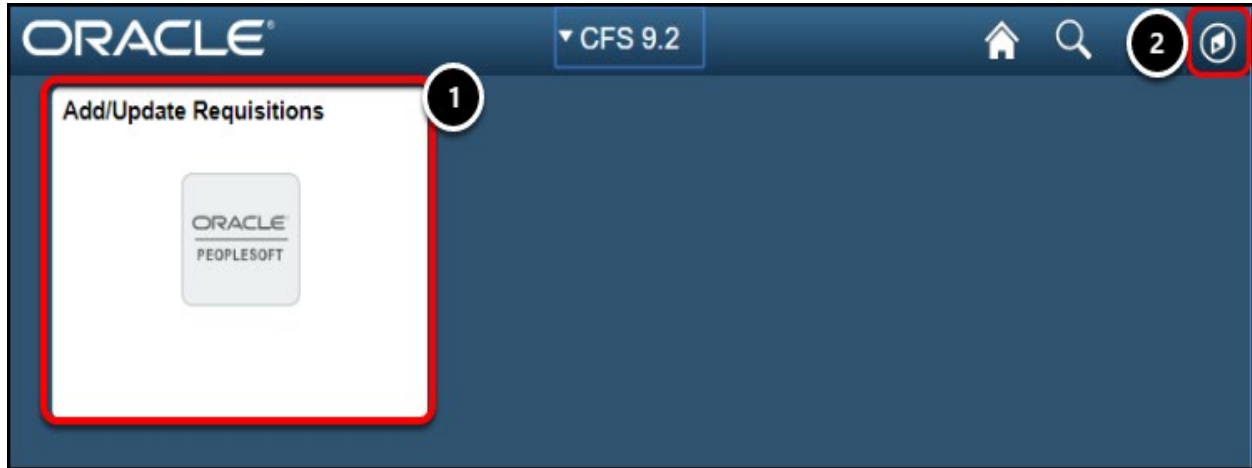 ORACLE®
▼ CFS 9.2
2
Add/Update Requisitions
1
ORACLE
PEOPLESOFT